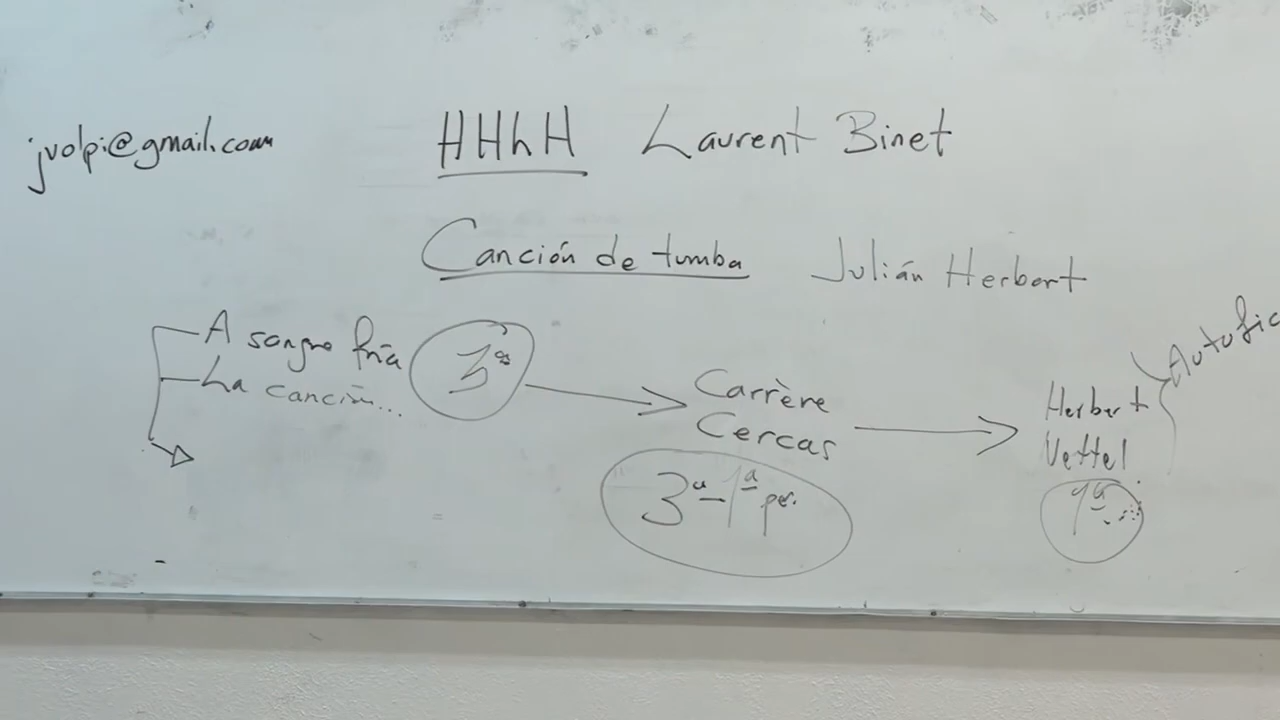 jvolpi@gmail.com
HHhH Laurent Binet
Canción de tumba Julián Herbert
A sangre fría
La canción...
3ª
Carrère
Cercas
3ª-1ª per.
Herbert
Vettel
1ª
Autofic